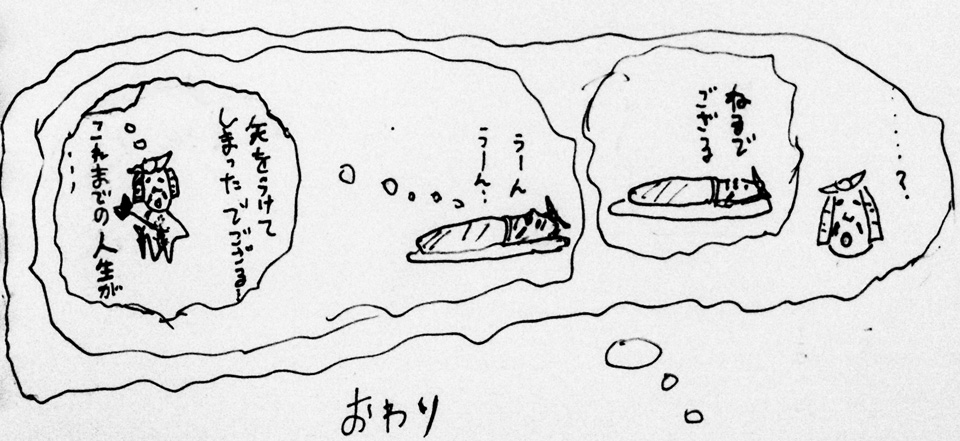 ……?
ねるで
ござる
うーん
うーん…
矢をうけて
しまったでござる…
これまでの人生が
…
おわり